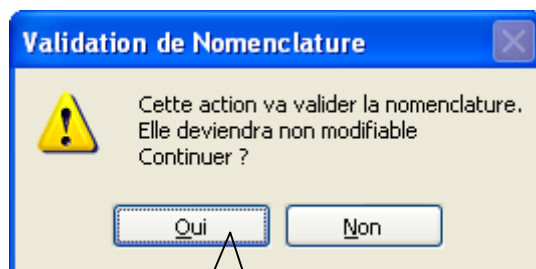 Validation de Nomenclature
Cette action va valider la nomenclature.
Elle deviendra non modifiable
Continuer ?
Oui
Non